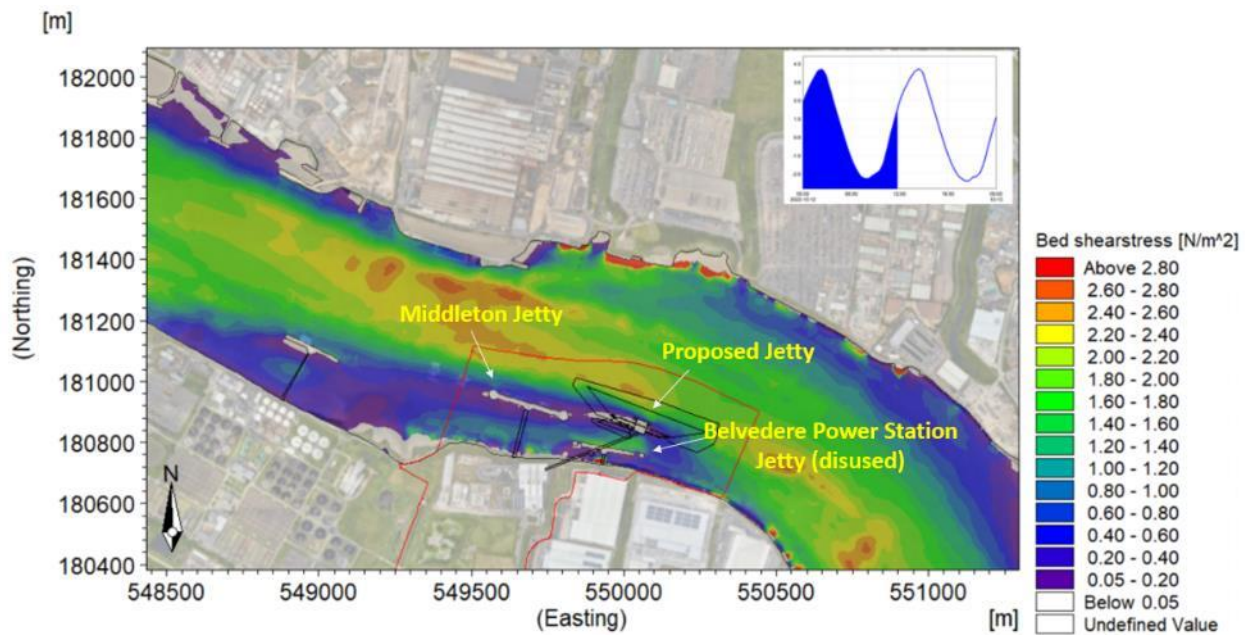 [m]
182000
181800
181600
181400
181200
181000
180800
180600
180400
(Northing)
Middleton Jetty
Proposed Jetty
Belvedere Power Station
Jetty (disused)
N
548500 549000 549500 550000 550500 551000
(Easting)
[m]
Bed shearstress [N/m^2]
Above 2.80
2.60 - 2.80
2.40 - 2.60
2.20 - 2.40
2.00 - 2.20
1.80 - 2.00
1.60 - 1.80
1.40 - 1.60
1.20 - 1.40
1.00 - 1.20
0.80 - 1.00
0.60 - 0.80
0.40 - 0.60
0.20 - 0.40
0.05 - 0.20
Below 0.05
Undefined Value